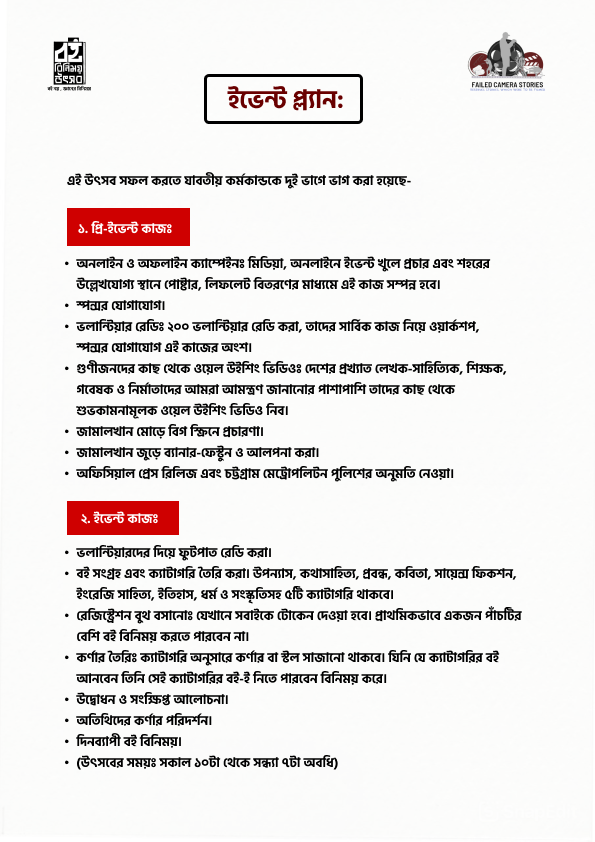 বই
বিনিময়
উৎসব
বই নয়, জ্ঞানের বিনিময়
FAILED CAMERA STORIES
ইভেন্ট প্ল্যান:
এই উৎসব সফল করতে যাবতীয় কর্মকান্ডকে দুই ভাগে ভাগ করা হয়েছে-
১. প্রি-ইভেন্ট কাজঃ
• অনলাইন ও অফলাইন ক্যাম্পেইনঃ মিডিয়া, অনলাইনে ইভেন্ট খুলে প্রচার এবং শহরের
উল্লেখযোগ্য স্থানে পোষ্টার, লিফলেট বিতরণের মাধ্যমে এই কাজ সম্পন্ন হবে।
• স্পন্সর যোগাযোগ।
• ভলান্টিয়ার রেডিঃ ২০০ ভলান্টিয়ার রেডি করা, তাদের সার্বিক কাজ নিয়ে ওয়ার্কশপ,
স্পন্সর যোগাযোগ এই কাজের অংশ।
• গুণীজনদের কাছ থেকে ওয়েল উইশিং ভিডিওঃ দেশের প্রখ্যাত লেখক-সাহিত্যিক, শিক্ষক,
গবেষক ও নির্মাতাদের আমরা আমন্ত্রণ জানানোর পাশাপাশি তাদের কাছ থেকে
শুভকামনামূলক ওয়েল উইশিং ভিডিও নিব।
• জামালখান মোড়ে বিগ স্ক্রিনে প্রচারণা।
• জামালখান জুড়ে ব্যানার-ফেস্টুন ও আলপনা করা।
• অফিসিয়াল প্রেস রিলিজ এবং চট্টগ্রাম মেট্রোপলিটন পুলিশের অনুমতি নেওয়া।
২. ইভেন্ট কাজঃ
• ভলান্টিয়ারদের দিয়ে ফুটপাত রেডি করা।
• বই সংগ্রহ এবং ক্যাটাগরি তৈরি করা। উপন্যাস, কথাসাহিত্য, প্রবন্ধ, কবিতা, সায়েন্স ফিকশন,
ইংরেজি সাহিত্য, ইতিহাস, ধর্ম ও সংস্কৃতিসহ ৫টি ক্যাটাগরি থাকবে।
• রেজিস্ট্রেশন বুথ বসানোঃ যেখানে সবাইকে টোকেন দেওয়া হবে। প্রাথমিকভাবে একজন পাঁচটির
বেশি বই বিনিময় করতে পারবেন না।
• কর্ণার তৈরিঃ ক্যাটাগরি অনুসারে কর্ণার বা স্টল সাজানো থাকবে। যিনি যে ক্যাটাগরির বই
আনবেন তিনি সেই ক্যাটাগরির বই-ই নিতে পারবেন বিনিময় করে।
• উদ্বোধন ও সংক্ষিপ্ত আলোচনা।
• অতিথিদের কর্ণার পরিদর্শন।
• দিনব্যাপী বই বিনিময়।
• (উৎসবের সময়ঃ সকাল ১০টা থেকে সন্ধ্যা ৭টা অবধি)